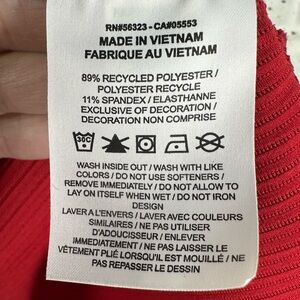 RN#56323 - CA#05553
MADE IN VIETNAM
FABRIQUE AU VIETNAM
89% RECYCLED POLYESTER /
POLYESTER RECYCLE
11% SPANDEX / ELASTHANNE
EXCLUSIVE OF DECORATION /
DECORATION NON COMPRISE
30C
WASH INSIDE OUT / WASH WITH LIKE
COLORS / DO NOT USE SOFTENERS /
REMOVE IMMEDIATELY / DO NOT ALLOW TO
LAY ON ITSELF WHEN WET / DO NOT IRON
DESIGN
LAVER A L'ENVERS / LAVER AVEC COULEURS
SIMILAIRES / NE PAS UTILISER
D'ADOUCISSEUR / ENLEVER
IMMEDIATEMENT / NE PAS LAISSER LE
VÊTEMENT PLIÉ LORSQU'IL EST MOUILLÉ / NE
PAS REPASSER LE DESSIN